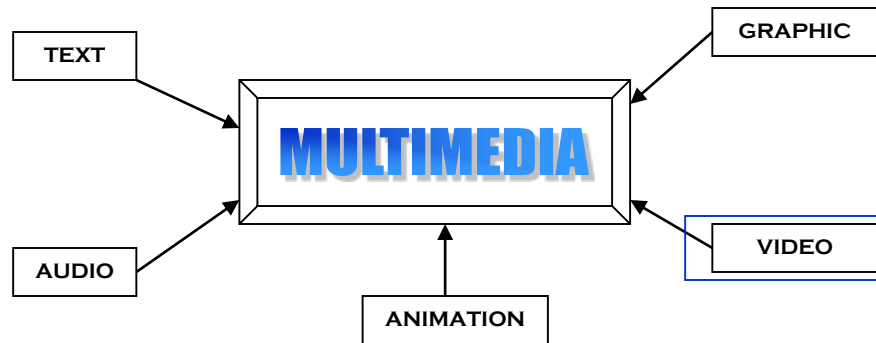 TEXT
GRAPHIC
MULTIMEDIA
AUDIO
VIDEO
ANIMATION